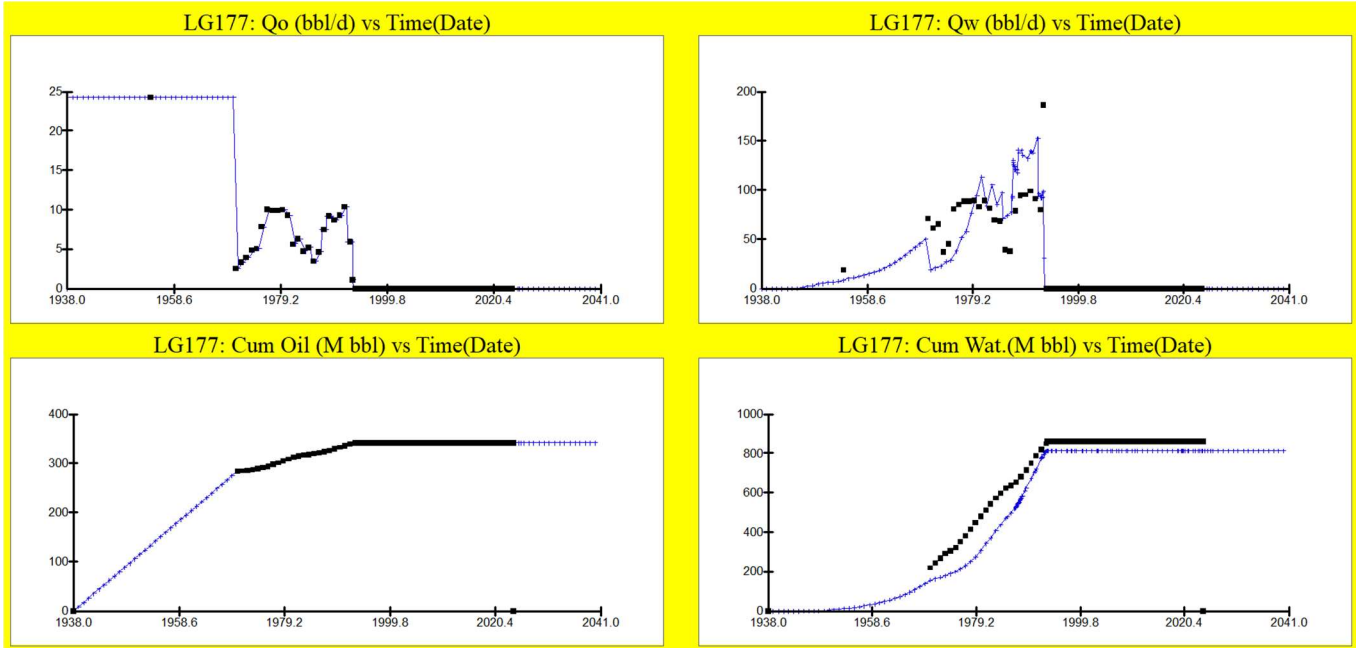 LG177: Qo (bbl/d) vs Time(Date)
25
20
15
10
5
0
1938.0 1958.6 1979.2 1999.8 2020.4 2041.0
LG177: Qw (bbl/d) vs Time(Date)
200
150
100
50
0
1938.0 1958.6 1979.2 1999.8 2020.4 2041.0
LG177: Cum Oil (M bbl) vs Time(Date)
400
300
200
100
0
1938.0 1958.6 1979.2 1999.8 2020.4 2041.0
LG177: Cum Wat.(M bbl) vs Time(Date)
1000
800
600
400
200
0
1938.0 1958.6 1979.2 1999.8 2020.4 2041.0